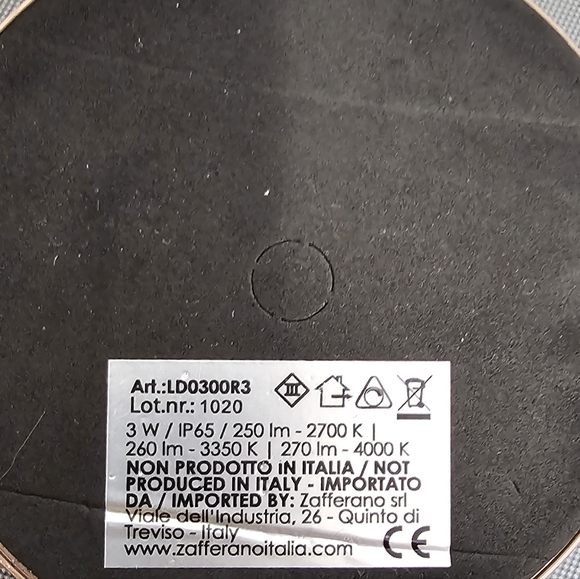 Art.:LD0300R3
Lot.nr.: 1020
3 W / IP65 / 250 lm - 2700 K |
260 lm - 3350 K | 270 lm - 4000 K
NON PRODOTTO IN ITALIA / NOT
PRODUCED IN ITALY - IMPORTATO
DA / IMPORTED BY: Zafferano srl
Viale dell'Industria, 26 - Quinto di
Treviso - Italy
www.zafferanoitalia.com
III
CE